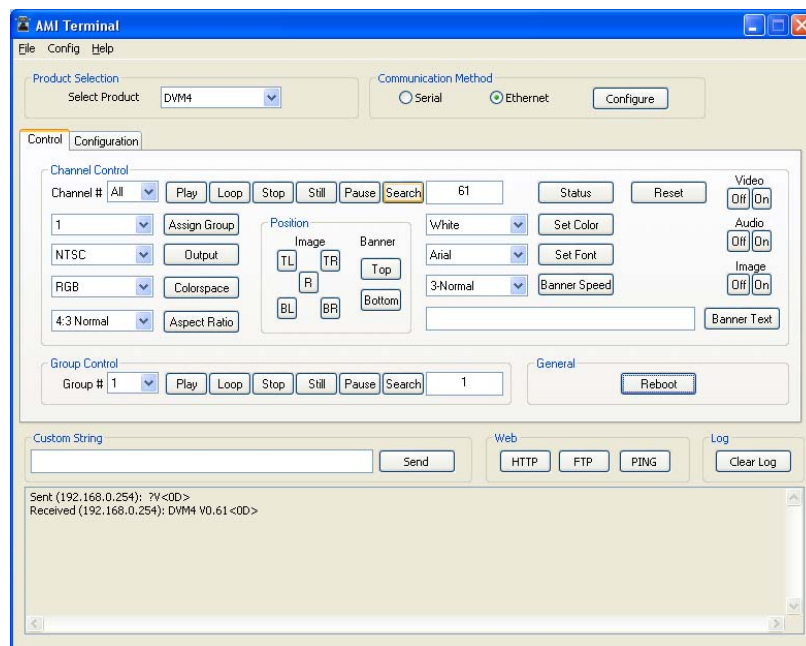 AMI Terminal
File Config Help
Product Selection
Select Product DVM4
Communication Method
Serial Ethernet Configure
Control Configuration
Channel Control
Channel # All Play Loop Stop Still Pause Search 61 Status Reset
Video
Off On
1 Assign Group
NTSC Output
RGB Colorspace
4:3 Normal Aspect Ratio
Position
Image Banner
TL TR Top
R
BL BR Bottom
White Set Color
Arial Set Font
3-Normal Banner Speed
Banner Text
Audio
Off On
Image
Off On
Group Control
Group # 1 Play Loop Stop Still Pause Search 1
General
Reboot
Custom String
Send
Web
HTTP FTP PING
Log
Clear Log
Sent (192.168.0.254): ?V<0D>
Received (192.168.0.254): DVM4 V0.61<0D>